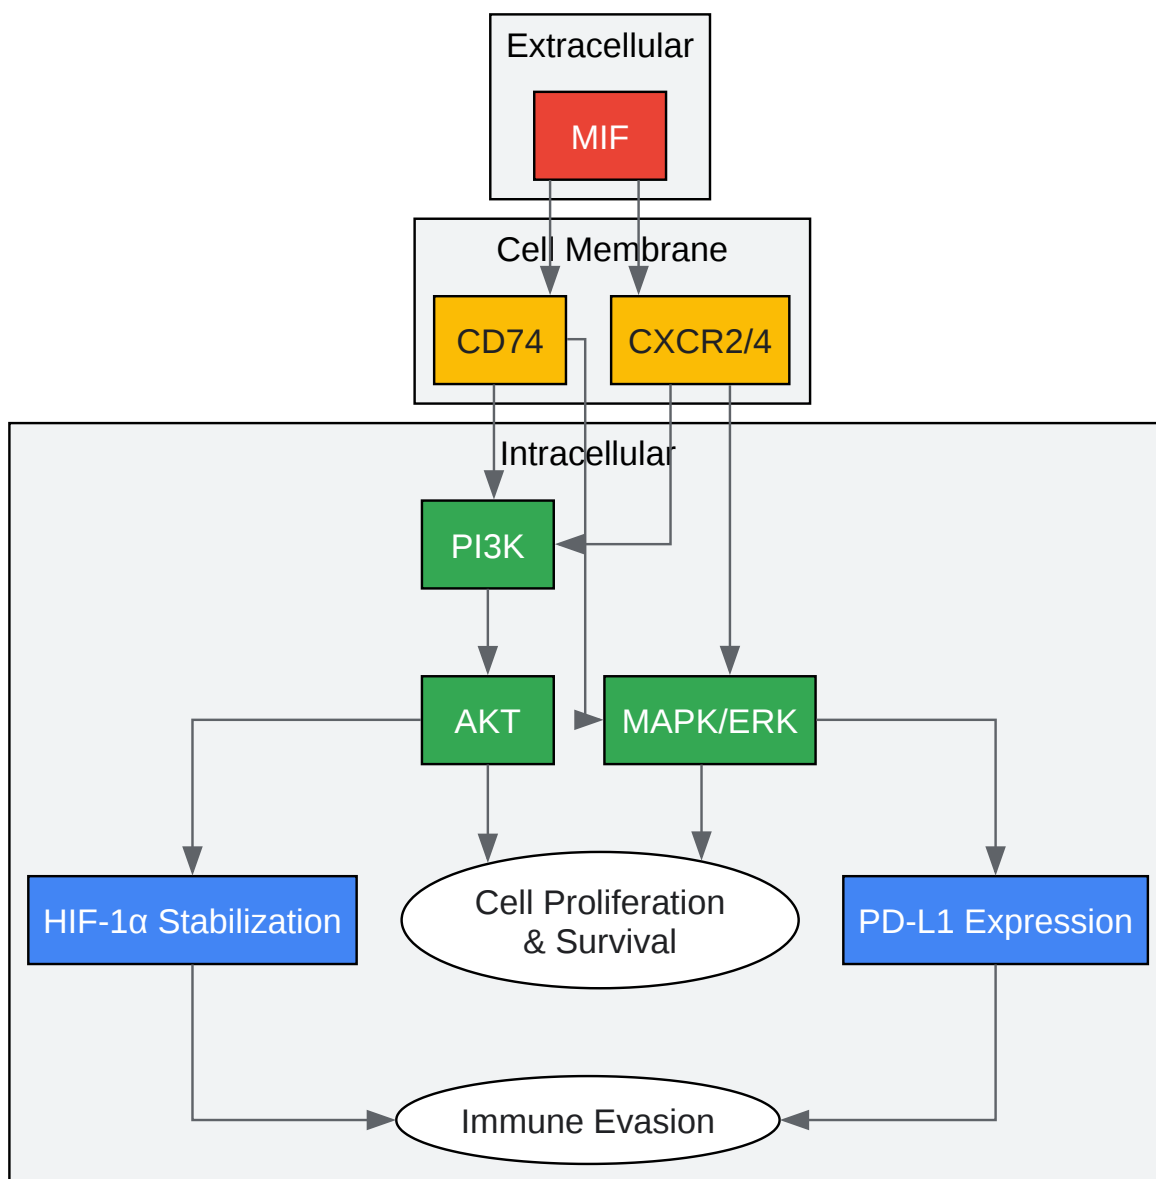 Extracellular
MIF
Cell Membrane
CD74
CXCR2/4
Intracellular
PI3K
AKT
MAPK/ERK
HIF-1α Stabilization
Cell Proliferation
& Survival
PD-L1 Expression
Immune Evasion